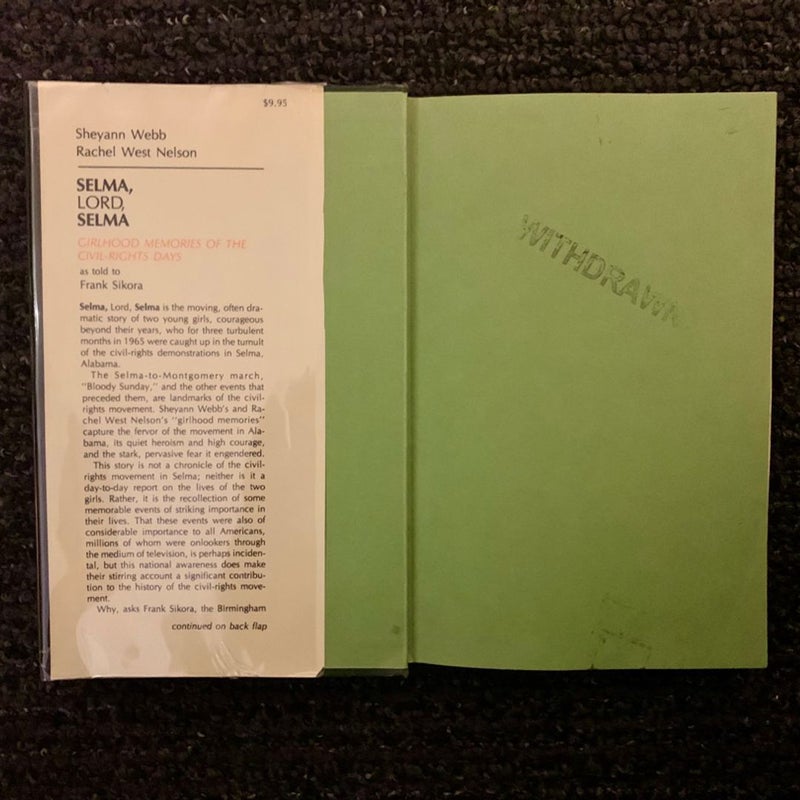 $9.95
Sheyann Webb
Rachel West Nelson
SELMA,
LORD,
SELMA
GIRLHOOD MEMORIES OF THE
CIVIL-RIGHTS DAYS
as told to
Frank Sikora
Selma, Lord, Selma is the moving, often dra-
matic story of two young girls, courageous
beyond their years, who for three turbulent
months in 1965 were caught up in the tumult
of the civil-rights demonstrations in Selma,
Alabama.
The Selma-to-Montgomery march,
"Bloody Sunday," and the other events that
preceded them, are landmarks of the civil-
rights movement. Sheyann Webb's and Ra-
chel West Nelson's "girlhood memories"
capture the fervor of the movement in Ala-
bama, its quiet heroism and high courage,
and the stark, pervasive fear it engendered.
This story is not a chronicle of the civil-
rights movement in Selma; neither is it a
day-to-day report on the lives of the two
girls. Rather, it is the recollection of some
memorable events of striking importance in
their lives. That these events were also of
considerable importance to all Americans,
millions of whom were onlookers through
the medium of television, is perhaps inciden-
tal, but this national awareness does make
their stirring account a significant contribu-
tion to the history of the civil-rights move-
ment.
Why, asks Frank Sikora, the Birmingham
continued on back flap
WITHDRAWN